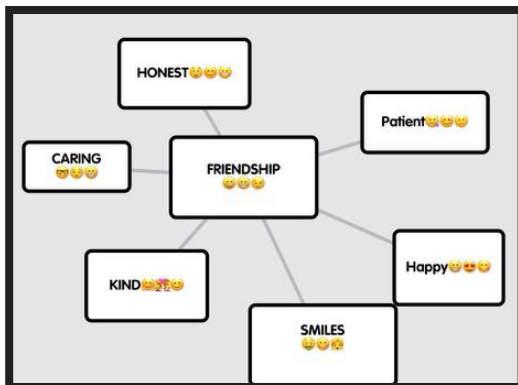 HONEST
Patient
CARING
FRIENDSHIP
KIND
Happy
SMILES